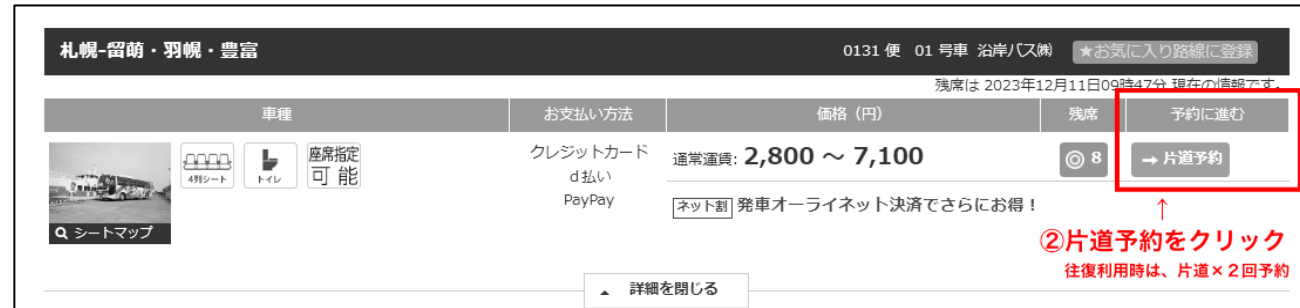 札幌-留萌・羽幌・豊富
0131 便 01 号車 沿岸バス㈱ ★お気に入り路線に登録
残席は 2023年12月11日09時47分 現在の情報です。
車種 お支払い方法 価格（円） 残席 予約に進む
4列シート トイレ 座席指定 可能
クレジットカード
d払い
PayPay
通常運賃: 2,800 ～ 7,100 ◎ 8 → 片道予約
ネット割 発車オーライネット決済でさらにお得！
シートマップ
↑
②片道予約をクリック
往復利用時は、片道×２回予約
▲ 詳細を閉じる